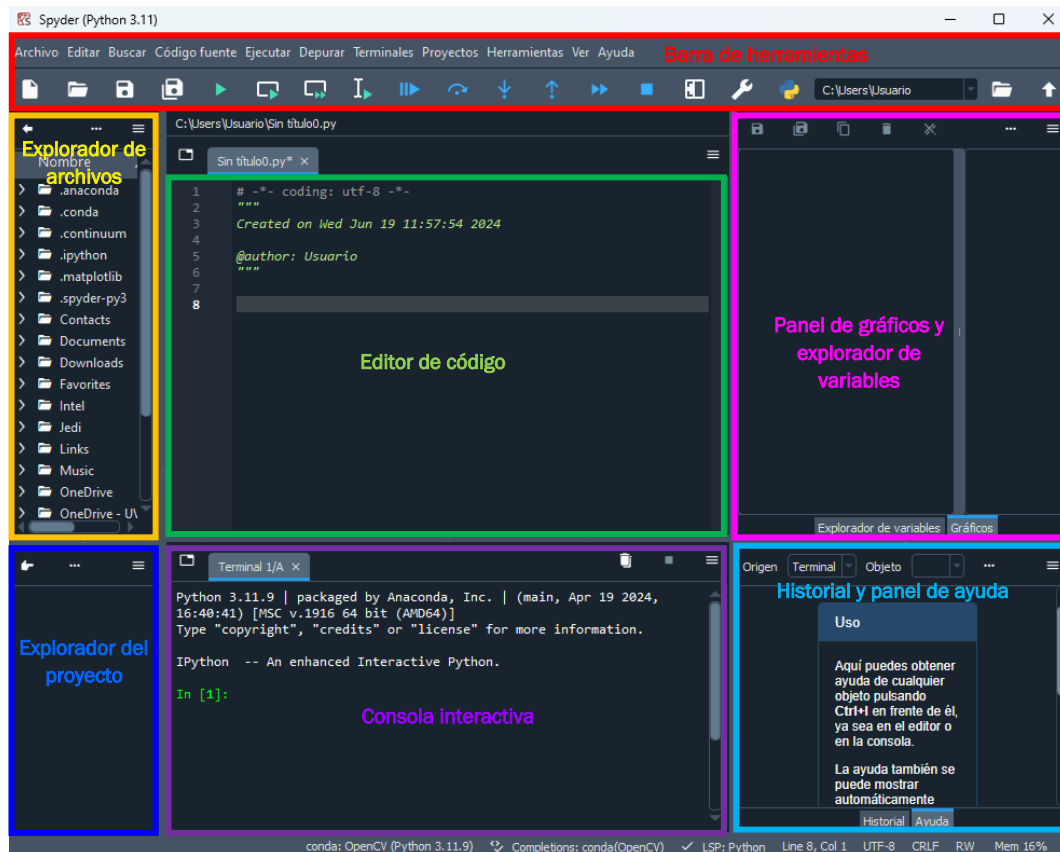 Spyder (Python 3.11)
Archivo Editar Buscar Código fuente Ejecutar Depurar Terminales Proyectos Herramientas Ver Ayuda
Barra de herramientas
C:\Users\Usuario
Explorador de archivos
Nombre
.anaconda
.conda
.continuum
.ipython
.matplotlib
.spyder-py3
Contacts
Documents
Downloads
Favorites
Intel
Jedi
Links
Music
OneDrive
OneDrive - U
C:\Users\Usuario\Sin título0.py
Sin título0.py*
1 # -*- coding: utf-8 -*-
2 """
3 Created on Wed Jun 19 11:57:54 2024
4
5 @author: Usuario
6 """
7
8
Editor de código
Panel de gráficos y
explorador de
variables
Explorador de variables Gráficos
Explorador del
proyecto
Terminal 1/A
Python 3.11.9 | packaged by Anaconda, Inc. | (main, Apr 19 2024,
16:40:41) [MSC v.1916 64 bit (AMD64)]
Type "copyright", "credits" or "license" for more information.
IPython -- An enhanced Interactive Python.
In [1]:
Consola interactiva
Origen Terminal Objeto
Historial y panel de ayuda
Uso
Aquí puedes obtener
ayuda de cualquier
objeto pulsando
Ctrl+I en frente de él,
ya sea en el editor o
en la consola.
La ayuda también se
puede mostrar
automáticamente
Historial Ayuda
conda: OpenCV (Python 3.11.9) Completions: conda(OpenCV) LSP: Python Line 8, Col 1 UTF-8 CRLF RW Mem 16%